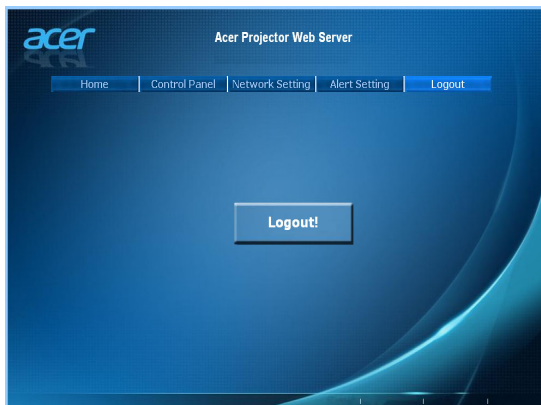 acer
Acer Projector Web Server
Home Control Panel Network Setting Alert Setting Logout
Logout!